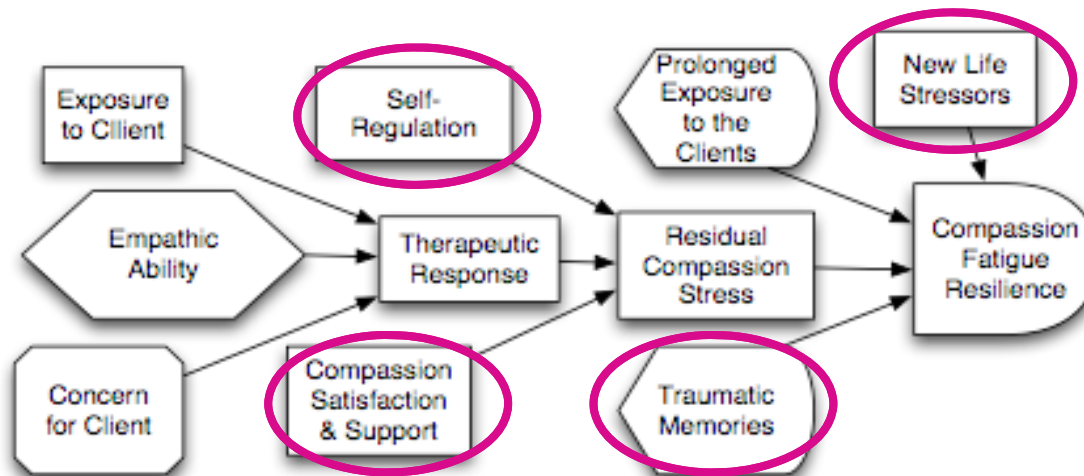 Exposure
to Cllient
Self-
Regulation
Prolonged
Exposure
to the
Clients
New Life
Stressors
Empathic
Ability
Therapeutic
Response
Residual
Compassion
Stress
Compassion
Fatigue
Resilience
Concern
for Client
Compassion
Satisfaction
& Support
Traumatic
Memories